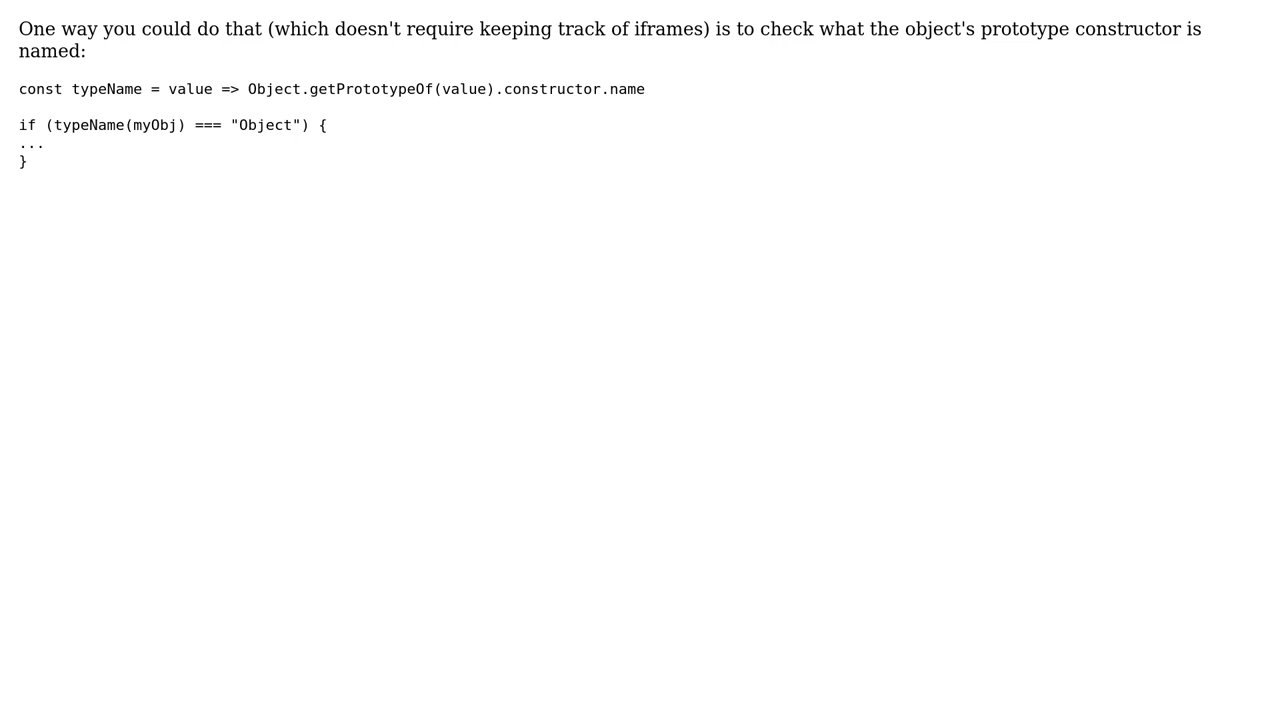 One way you could do that (which doesn't require keeping track of iframes) is to check what the object's prototype constructor is
named:
const typeName = value => Object.getPrototypeOf(value).constructor.name
if (typeName(myObj) === "Object") {
...
}